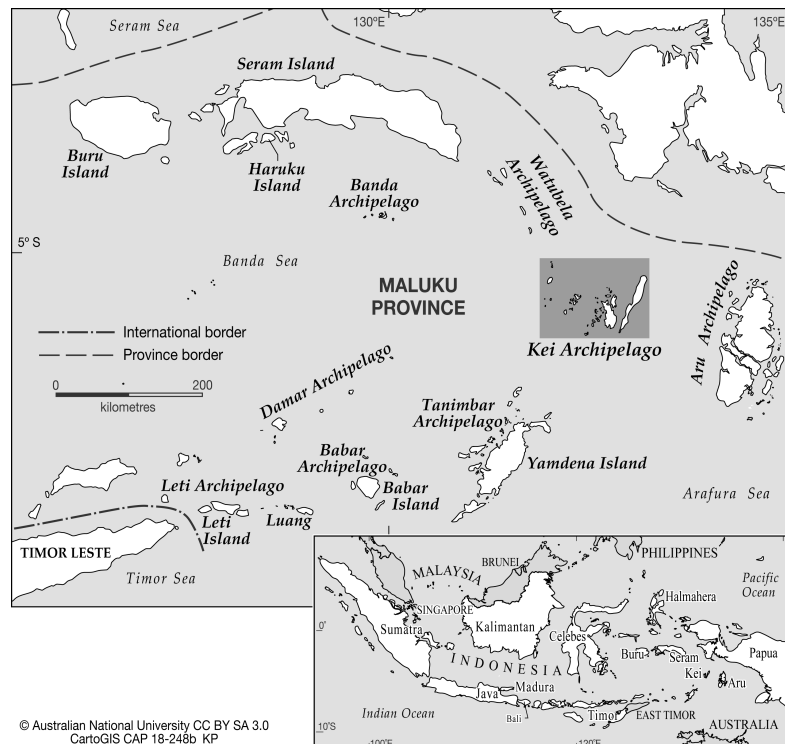 130°E
135°E
Seram Sea
Seram Island
Buru
Island
Haruku
Island
Banda
Archipelago
Watubela
Archipelago
5° S
Banda Sea
MALUKU
PROVINCE
Kei Archipelago
Aru Archipelago
International border
Province border
0
200
kilometres
Damar Archipelago
Tanimbar
Archipelago
Yamdena Island
Babar
Archipelago
Babar
Island
Leti Archipelago
Leti
Island
Luang
Arafura Sea
TIMOR LESTE
Timor Sea
PHILIPPINES
BRUNEI
MALAYSIA
Pacific
Ocean
SINGAPORE
Halmahera
Sumatra
Kalimantan
Celebes
0°
Buru
Seram
Papua
INDONESIA
Kei
Madura
Java
Aru
Bali
Timor
EAST TIMOR
Indian Ocean
AUSTRALIA
10°S
100°E
120°E
© Australian National University CC BY SA 3.0
CartoGIS CAP 18-248b KP